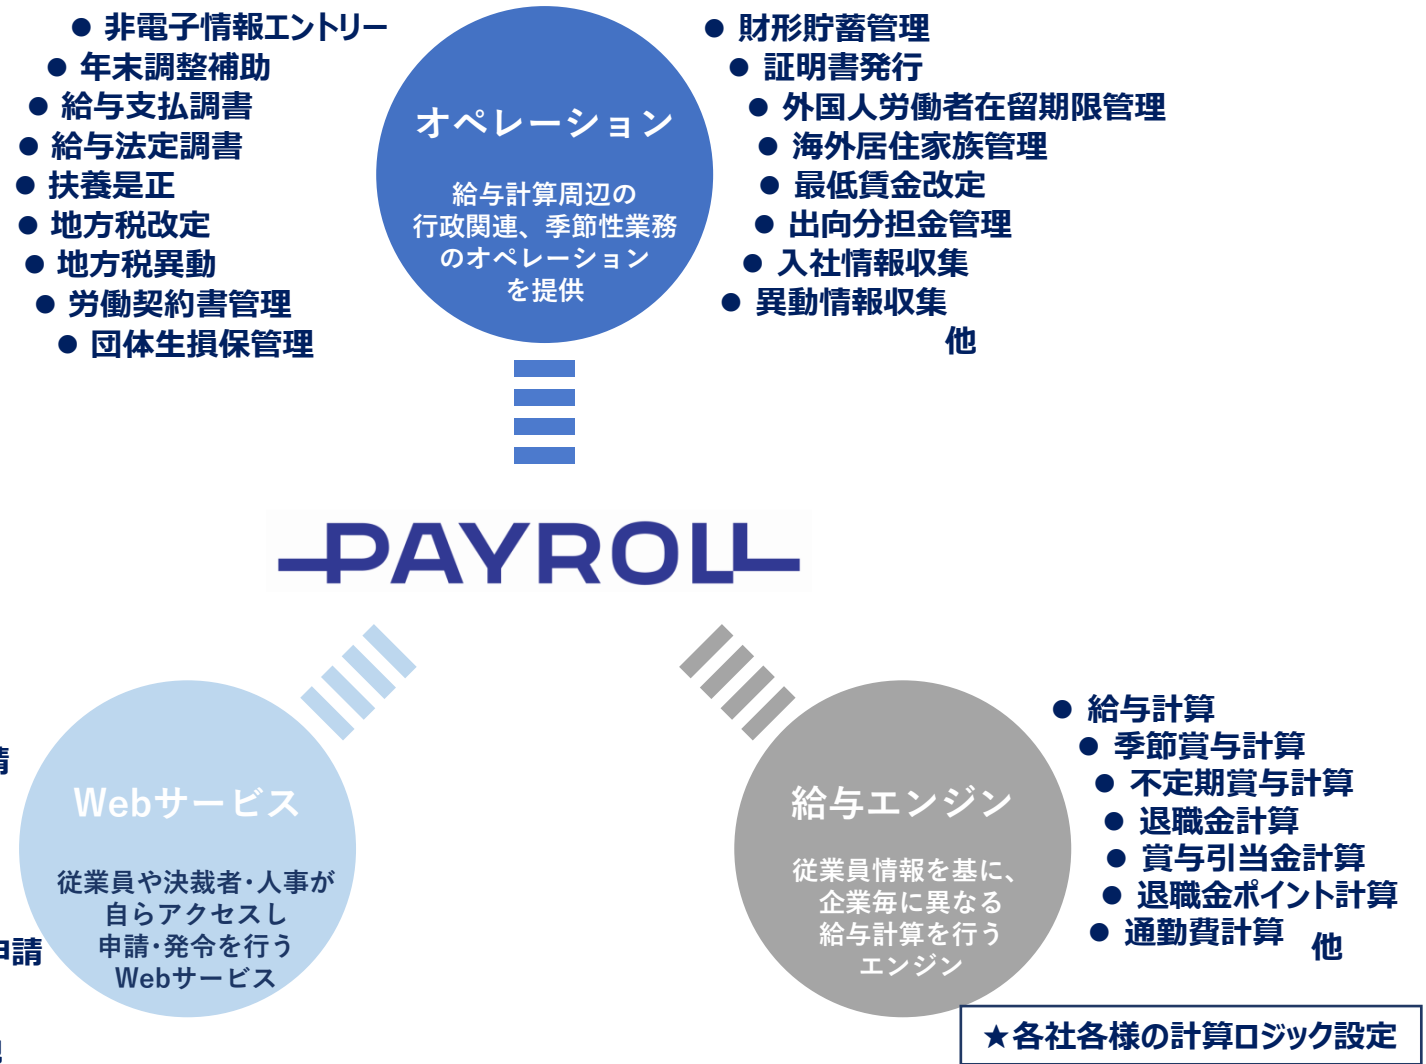 ● 非電子情報エントリー
● 年末調整補助
● 給与支払調書
● 給与法定調書
● 扶養是正
● 地方税改定
● 地方税異動
● 労働契約書管理
● 団体生損保管理
オペレーション
給与計算周辺の
行政関連、季節性業務
のオペレーション
を提供
● 財形貯蓄管理
● 証明書発行
● 外国人労働者在留期限管理
● 海外居住家族管理
● 最低賃金改定
● 出向分担金管理
● 入社情報収集
● 異動情報収集
他
PAYROLL
請
申請
Webサービス
従業員や決裁者・人事が
自らアクセスし
申請・発令を行う
Webサービス
給与エンジン
従業員情報を基に、
企業毎に異なる
給与計算を行う
エンジン
● 給与計算
● 季節賞与計算
● 不定期賞与計算
● 退職金計算
● 賞与引当金計算
● 退職金ポイント計算
● 通勤費計算
他
★各社各様の計算ロジック設定